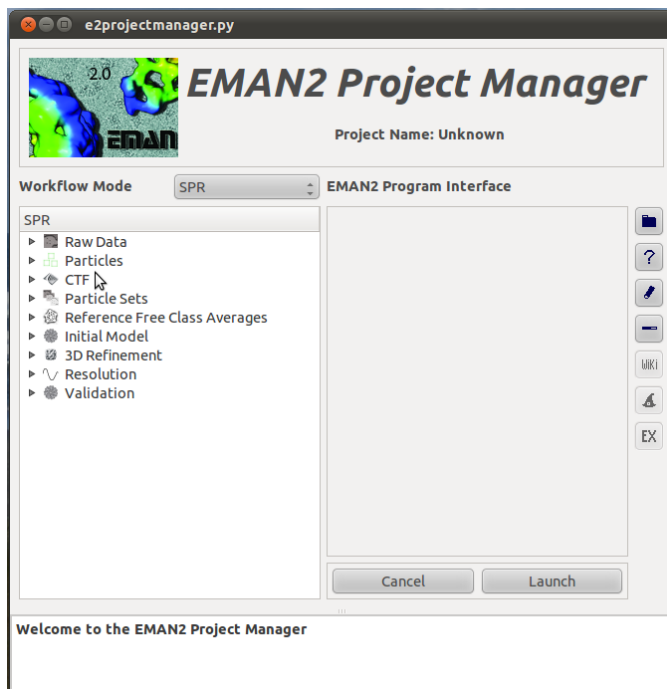 e2projectmanager.py
2.0
EMAN
EMAN2 Project Manager
Project Name: Unknown
Workflow Mode
SPR
EMAN2 Program Interface
SPR
Raw Data
Particles
CTF
Particle Sets
Reference Free Class Averages
Initial Model
3D Refinement
Resolution
Validation
?
WiKi
EX
Cancel
Launch
Welcome to the EMAN2 Project Manager